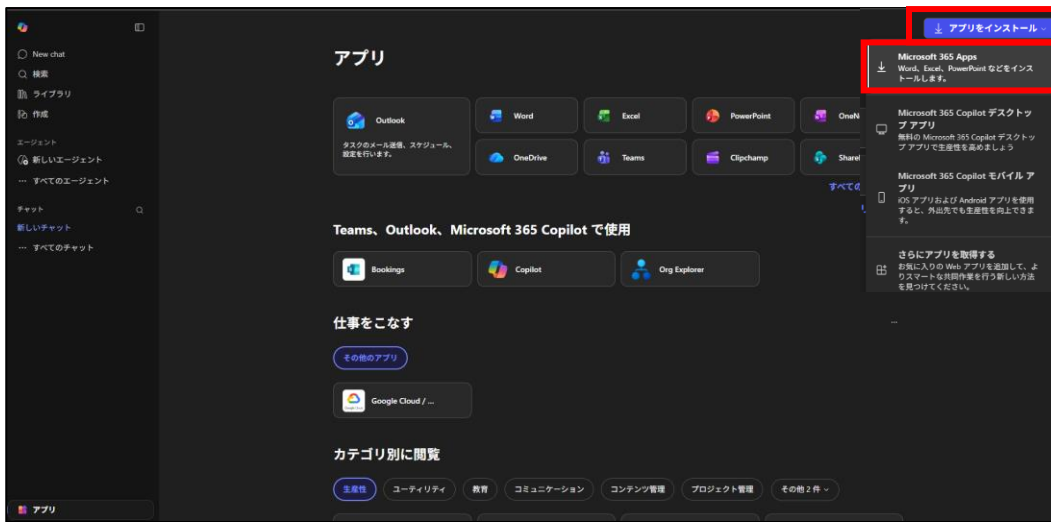 New chat
検索
ライブラリ
作成
エージェント
新しいエージェント
… すべてのエージェント
チャット
新しいチャット
… すべてのチャット
アプリ
アプリ
Outlook
タスクのメール送信、スケジュール、
設定を行います。
Word
Excel
PowerPoint
OneN
OneDrive
Teams
Clipchamp
Sharel
すべての
Teams、Outlook、Microsoft 365 Copilot で使用
Bookings
Copilot
Org Explorer
仕事をこなす
その他のアプリ
Google Cloud / ...
カテゴリ別に閲覧
生産性
ユーティリティ
教育
コミュニケーション
コンテンツ管理
プロジェクト管理
その他 2 件
アプリをインストール
Microsoft 365 Apps
Word、Excel、PowerPoint などをインス
トールします。
Microsoft 365 Copilot デスクトッ
プ アプリ
無料の Microsoft 365 Copilot デスクトッ
プ アプリで生産性を高めましょう
Microsoft 365 Copilot モバイル ア
プリ
iOS アプリおよび Android アプリを使用
すると、外出先でも生産性を向上できま
す。
さらにアプリを取得する
お気に入りの Web アプリを追加して、よ
りスマートな共同作業を行う新しい方法
を見つけてください。
...